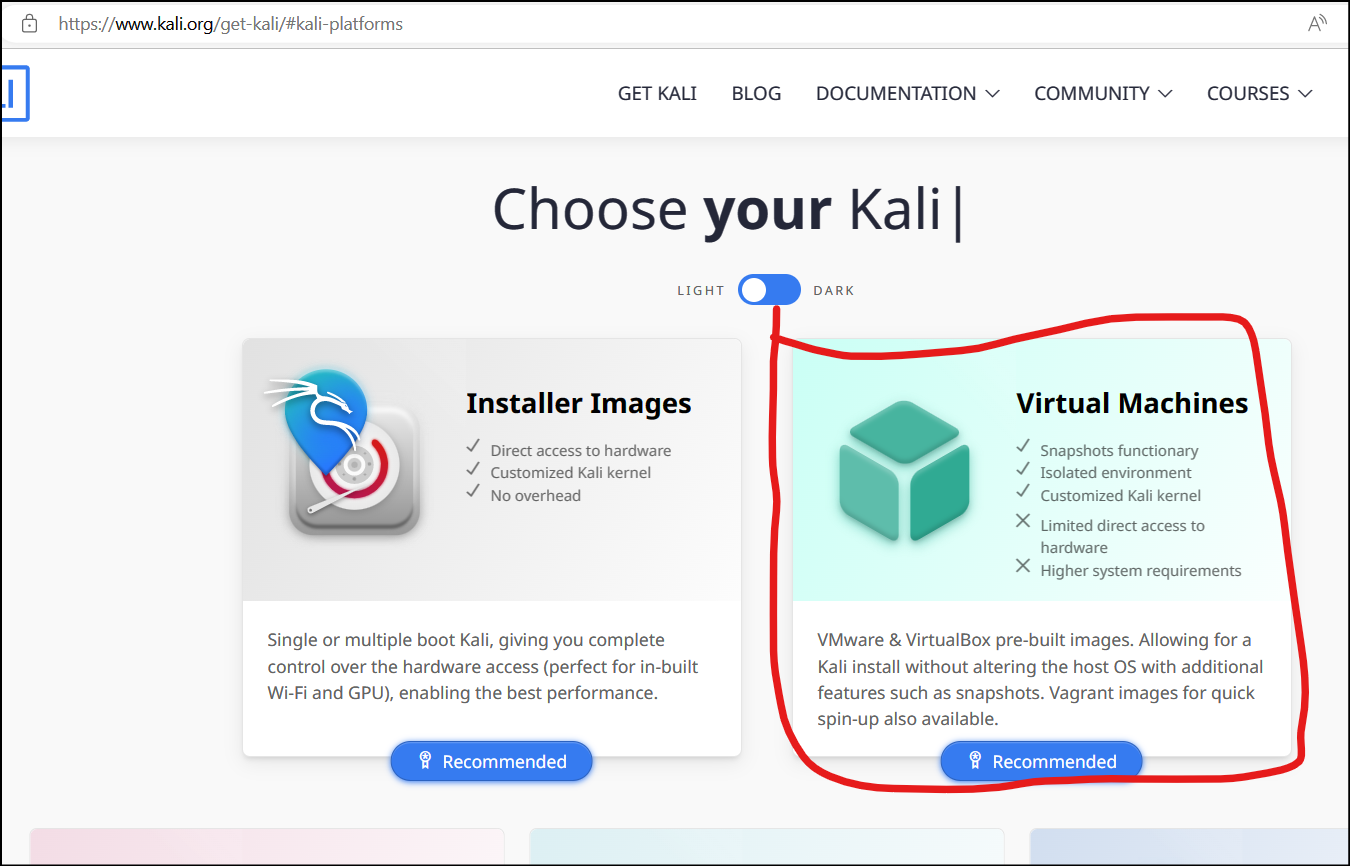 https://www.kali.org/get-kali/#kali-platforms
GET KALI BLOG DOCUMENTATION COMMUNITY COURSES
Choose your Kali|
LIGHT DARK
Installer Images
Direct access to hardware
Customized Kali kernel
No overhead
Single or multiple boot Kali, giving you complete
control over the hardware access (perfect for in-built
Wi-Fi and GPU), enabling the best performance.
Recommended
Virtual Machines
Snapshots functionary
Isolated environment
Customized Kali kernel
Limited direct access to
hardware
Higher system requirements
VMware & VirtualBox pre-built images. Allowing for a
Kali install without altering the host OS with additional
features such as snapshots. Vagrant images for quick
spin-up also available.
Recommended